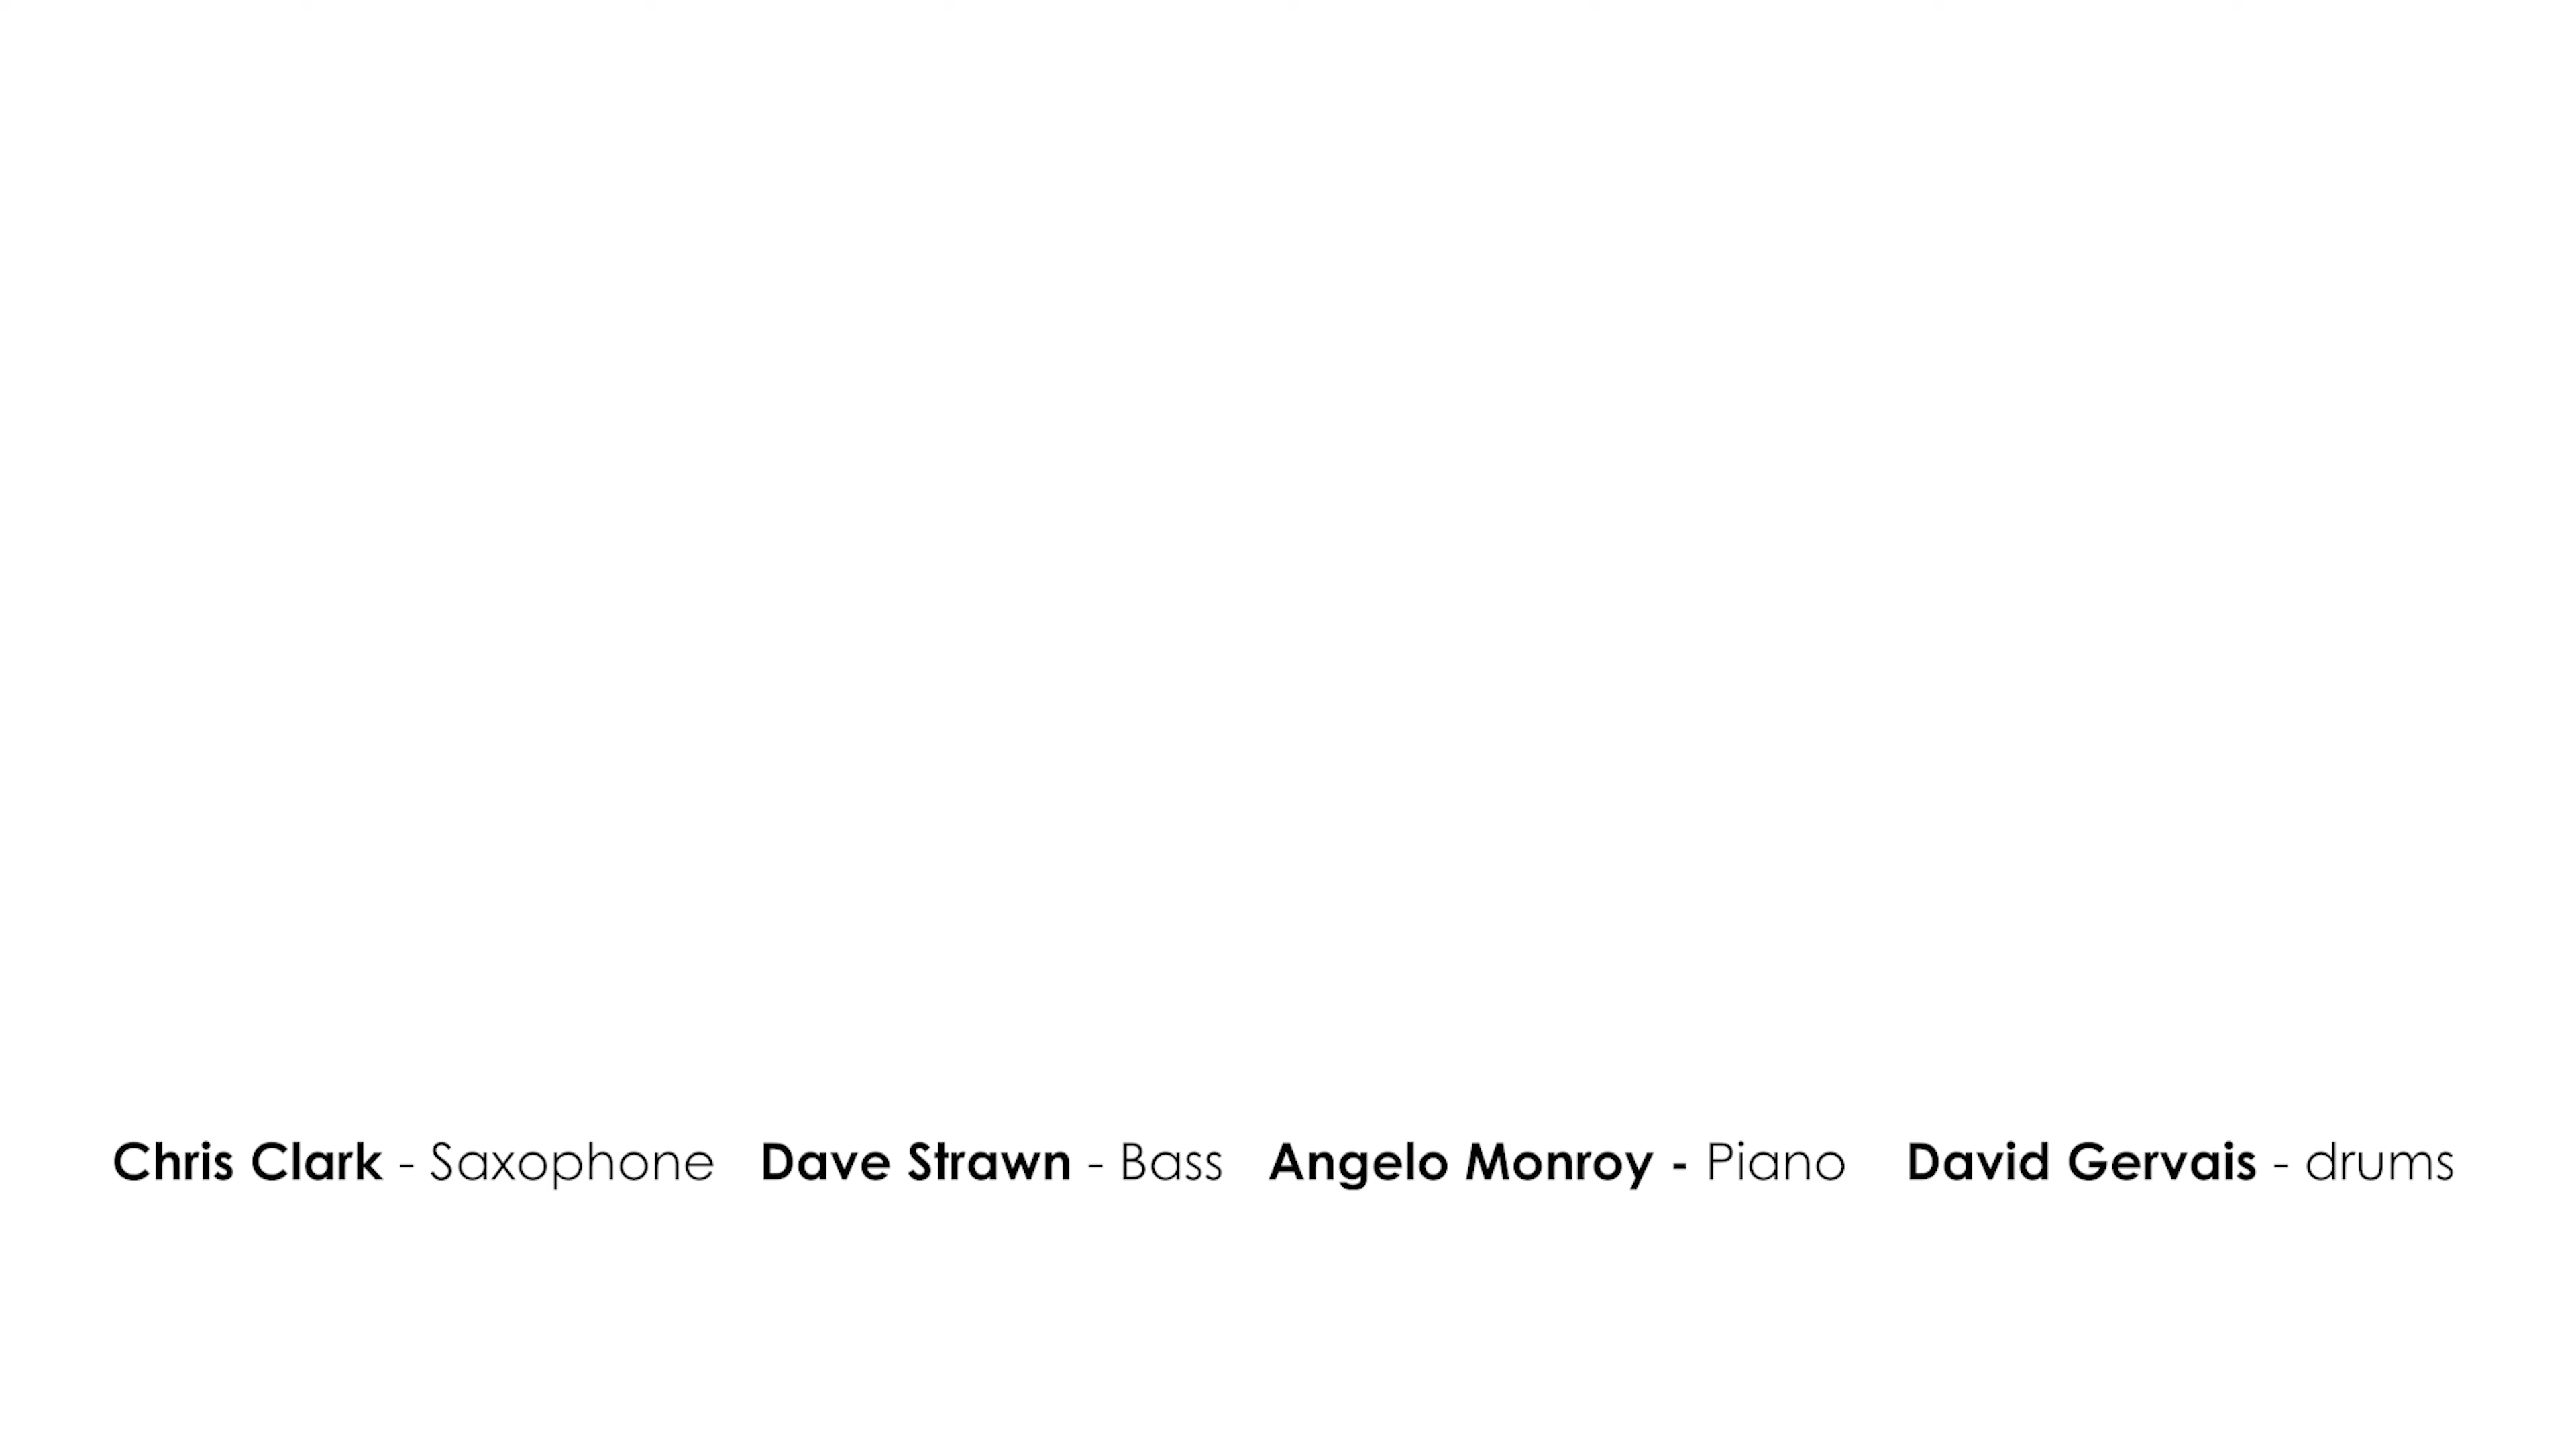 Chris Clark - Saxophone Dave Strawn - Bass Angelo Monroy - Piano David Gervais - drums